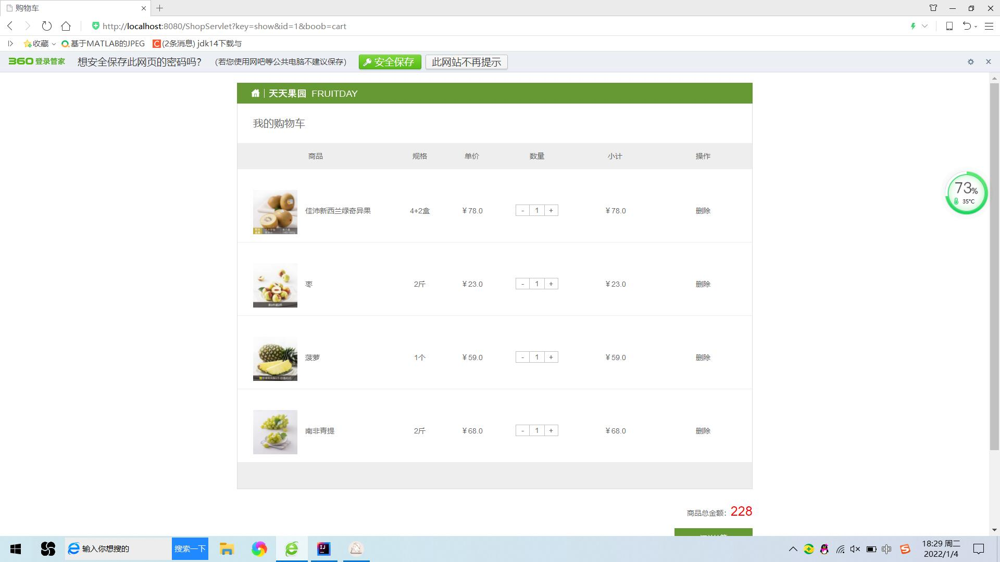 购物车
http://localhost:8080/ShopServlet?key=show&id=1&boob=cart
收藏 基于MATLAB的JPEG (2条消息) jdk14下载与
360登录管家 想安全保存此网页的密码吗？ （若您使用网吧等公共电脑不建议保存） 安全保存 此网站不再提示
天天果园 FRUITDAY
我的购物车
商品 规格 单价 数量 小计 操作
佳沛新西兰绿奇异果 4+2盒 ￥78.0 - 1 + ￥78.0 删除
枣 2斤 ￥23.0 - 1 + ￥23.0 删除
菠萝 1个 ￥59.0 - 1 + ￥59.0 删除
南非青提 2斤 ￥68.0 - 1 + ￥68.0 删除
73%
35°C
商品总金额：228
输入你想搜的 搜索一下
IJ
中
18:29 周二
2022/1/4